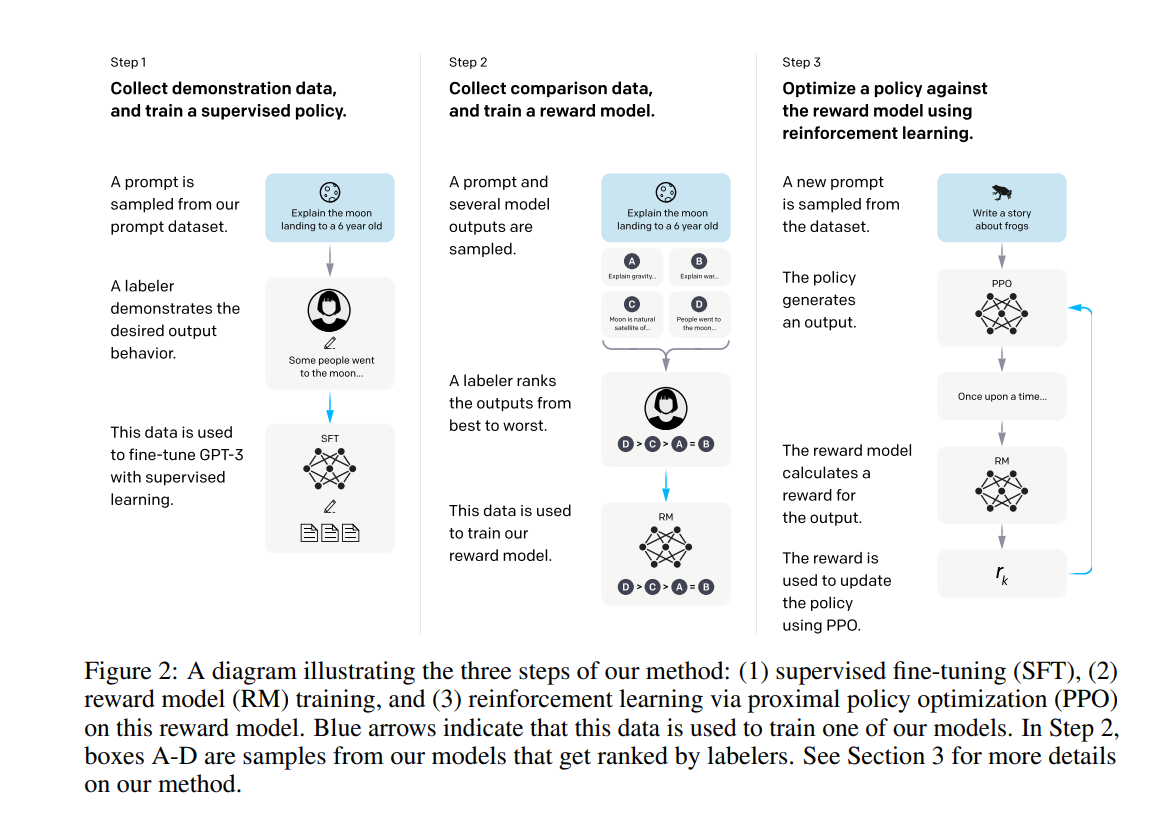 Step 1
Collect demonstration data,
and train a supervised policy.
A prompt is
sampled from our
prompt dataset.
Explain the moon
landing to a 6 year old
A labeler
demonstrates the
desired output
behavior.
Some people went
to the moon...
This data is used
to fine-tune GPT-3
with supervised
learning.
SFT
Step 2
Collect comparison data,
and train a reward model.
A prompt and
several model
outputs are
sampled.
Explain the moon
landing to a 6 year old
A
Explain gravity...
B
Explain war...
C
Moon is natural
satellite of...
D
People went to
the moon...
A labeler ranks
the outputs from
best to worst.
D > C > A = B
This data is used
to train our
reward model.
RM
D > C > A = B
Step 3
Optimize a policy against
the reward model using
reinforcement learning.
A new prompt
is sampled from
the dataset.
Write a story
about frogs
The policy
generates
an output.
PPO
Once upon a time...
The reward model
calculates a
reward for
the output.
RM
The reward is
used to update
the policy
using PPO.
rk
Figure 2: A diagram illustrating the three steps of our method: (1) supervised fine-tuning (SFT), (2)
reward model (RM) training, and (3) reinforcement learning via proximal policy optimization (PPO)
on this reward model. Blue arrows indicate that this data is used to train one of our models. In Step 2,
boxes A-D are samples from our models that get ranked by labelers. See Section 3 for more details
on our method.